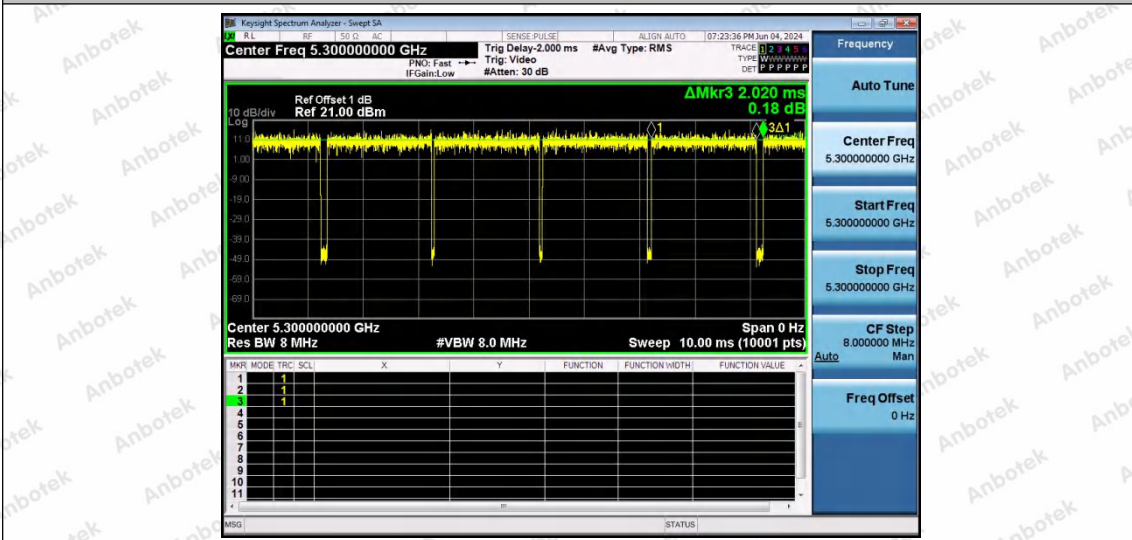 Keysight Spectrum Analyzer - Swept SA
LXI RL RF 50 Ω AC SENSE:PULSE ALIGN AUTO 07:23:36 PM Jun 04, 2024
Center Freq 5.300000000 GHz
PNO: Fast
IFGain:Low
Trig Delay-2.000 ms
Trig: Video
#Atten: 30 dB
#Avg Type: RMS
TRACE 1 2 3 4 5 6
TYPE WWWWWW
DET P P P P P P
Frequency
Auto Tune
Center Freq
5.300000000 GHz
Start Freq
5.300000000 GHz
Stop Freq
5.300000000 GHz
CF Step
8.000000 MHz
Auto Man
Freq Offset
0 Hz
ΔMkr3 2.020 ms
0.18 dB
Ref Offset 1 dB
10 dB/div Ref 21.00 dBm
Log
1 3Δ1
11.0
1.00
-9.00
-19.0
-29.0
-39.0
-49.0
-59.0
-69.0
Center 5.300000000 GHz Span 0 Hz
Res BW 8 MHz #VBW 8.0 MHz Sweep 10.00 ms (10001 pts)
MKR MODE TRC SCL X Y FUNCTION FUNCTION WIDTH FUNCTION VALUE
1 1
2 1
3 1
4
5
6
7
8
9
10
11
MSG STATUS
Anbotek